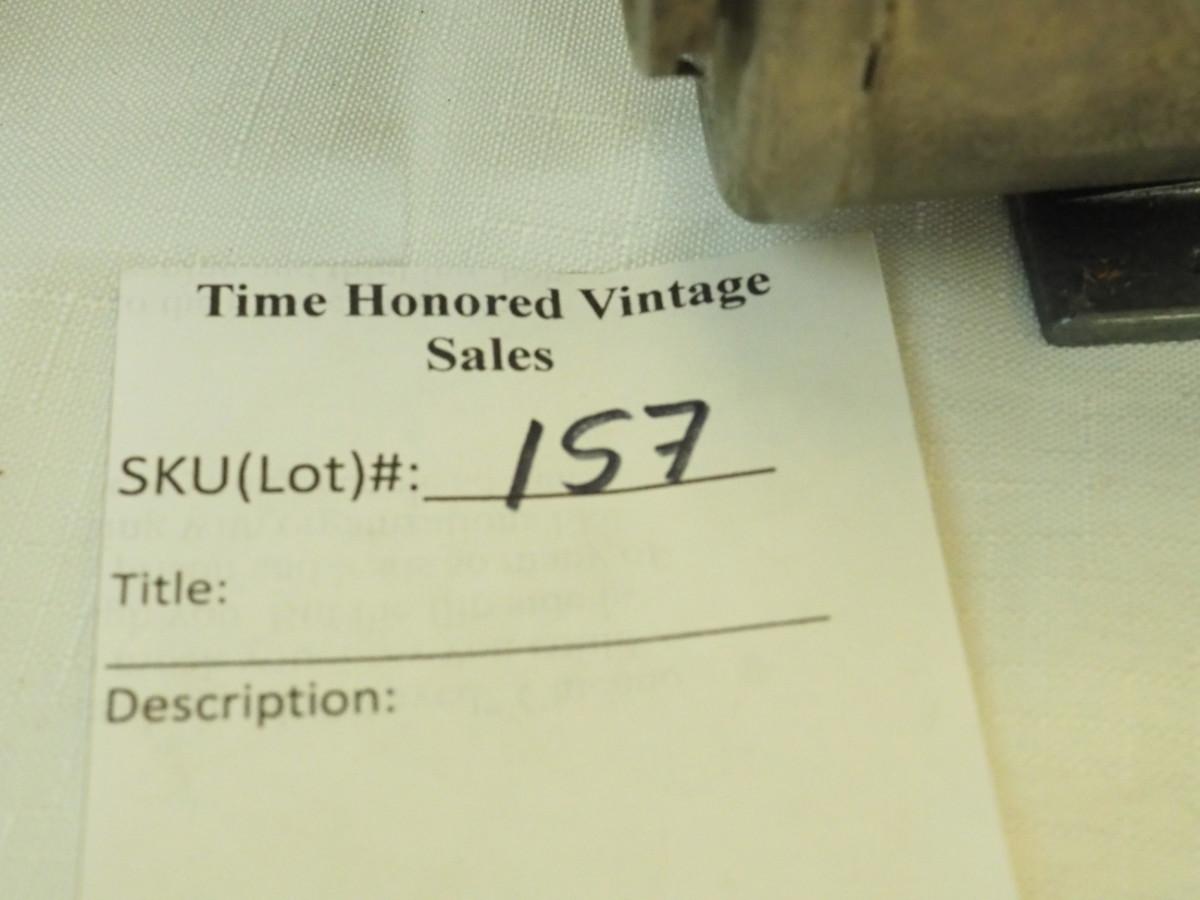 Time Honored Vintage
Sales
SKU(Lot)#: 157
Title:
Description: